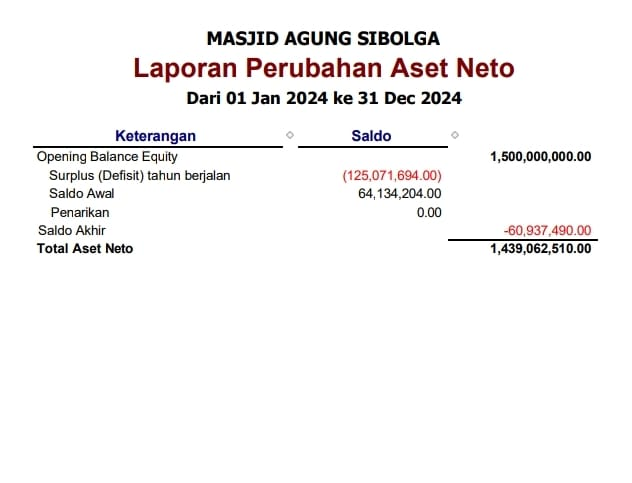 MASJID AGUNG SIBOLGA
Laporan Perubahan Aset Neto
Dari 01 Jan 2024 ke 31 Dec 2024
Keterangan Saldo
Opening Balance Equity 1,500,000,000.00
Surplus (Defisit) tahun berjalan (125,071,694.00)
Saldo Awal 64,134,204.00
Penarikan 0.00
Saldo Akhir -60,937,490.00
Total Aset Neto 1,439,062,510.00